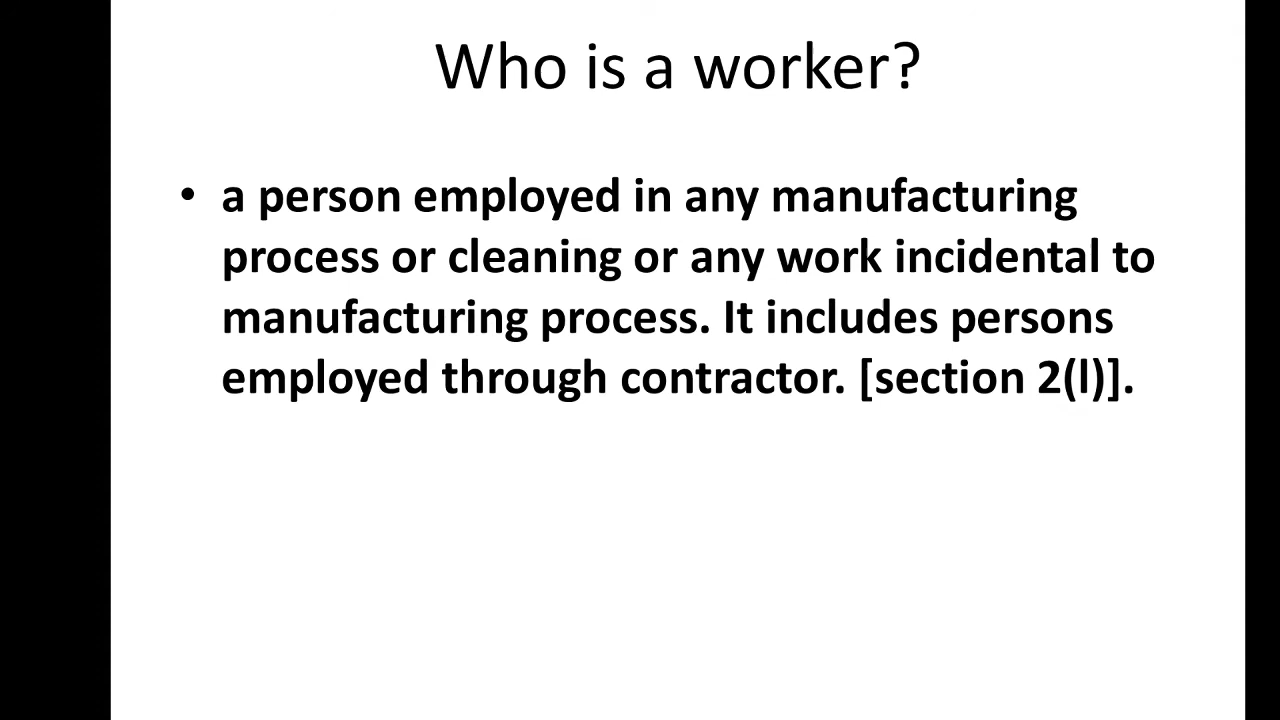 Who is a worker?
• a person employed in any manufacturing
process or cleaning or any work incidental to
manufacturing process. It includes persons
employed through contractor. [section 2(l)].